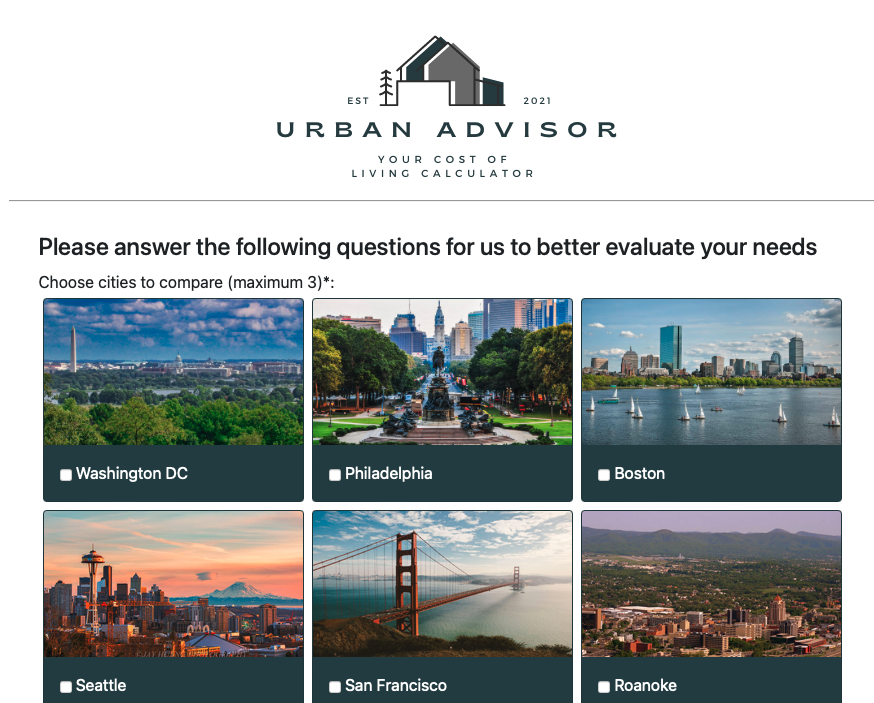 EST 2021
URBAN ADVISOR
YOUR COST OF
LIVING CALCULATOR
Please answer the following questions for us to better evaluate your needs
Choose cities to compare (maximum 3)*:
Washington DC Philadelphia Boston
Seattle San Francisco Roanoke